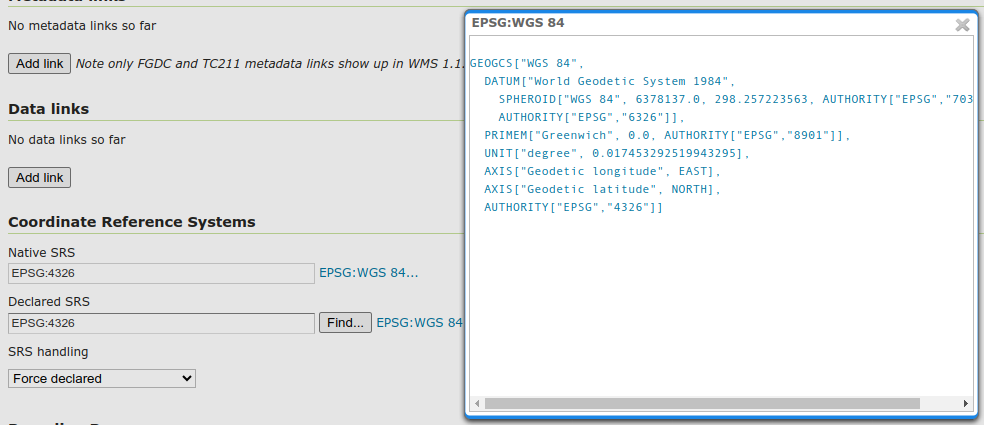 No metadata links so far
Add link Note only FGDC and TC211 metadata links show up in WMS 1.1.
Data links
No data links so far
Add link
Coordinate Reference Systems
Native SRS
EPSG:4326 EPSG:WGS 84...
Declared SRS
EPSG:4326 Find... EPSG:WGS 84
SRS handling
Force declared
EPSG:WGS 84
GEOGCS["WGS 84",
DATUM["World Geodetic System 1984",
SPHEROID["WGS 84", 6378137.0, 298.257223563, AUTHORITY["EPSG","703
AUTHORITY["EPSG","6326"]],
PRIMEM["Greenwich", 0.0, AUTHORITY["EPSG","8901"]],
UNIT["degree", 0.017453292519943295],
AXIS["Geodetic longitude", EAST],
AXIS["Geodetic latitude", NORTH],
AUTHORITY["EPSG","4326"]]